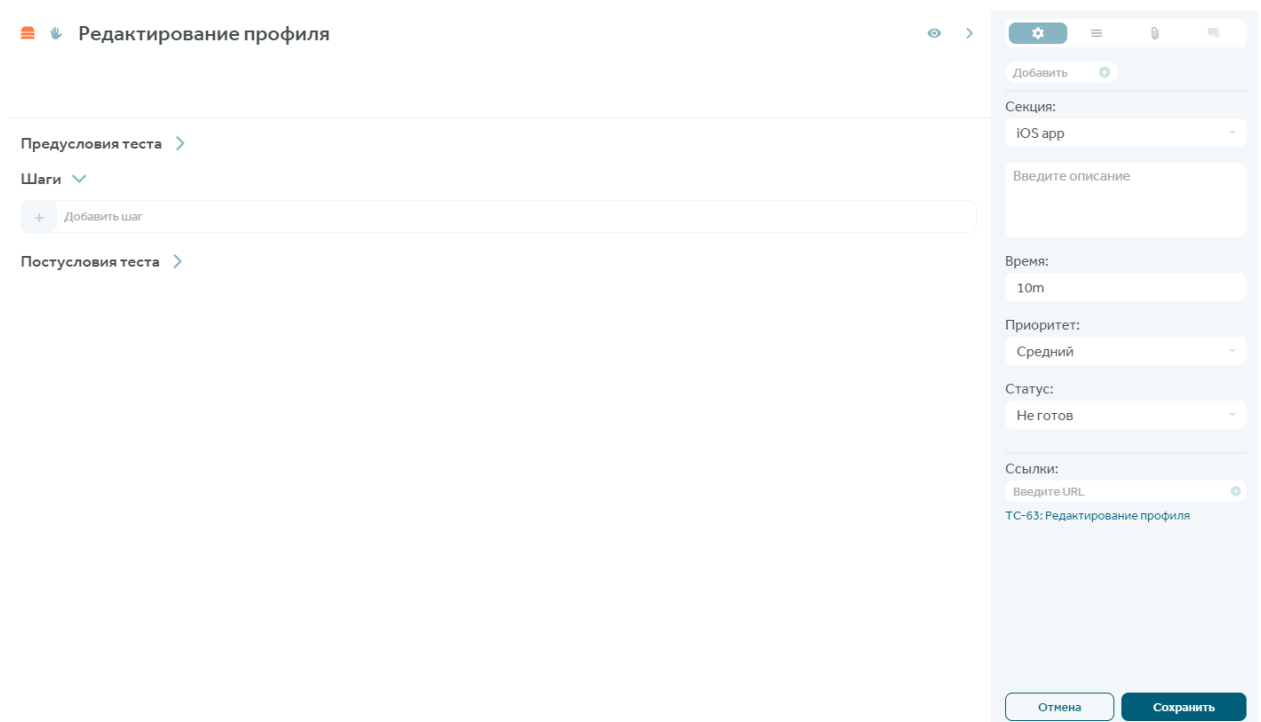 Редактирование профиля
Предусловия теста
Шаги
+ Добавить шаг
Постусловия теста
Добавить
Секция:
iOS app
Введите описание
Время:
10m
Приоритет:
Средний
Статус:
Не готов
Ссылки:
Введите URL
TC-63: Редактирование профиля
Отмена
Сохранить